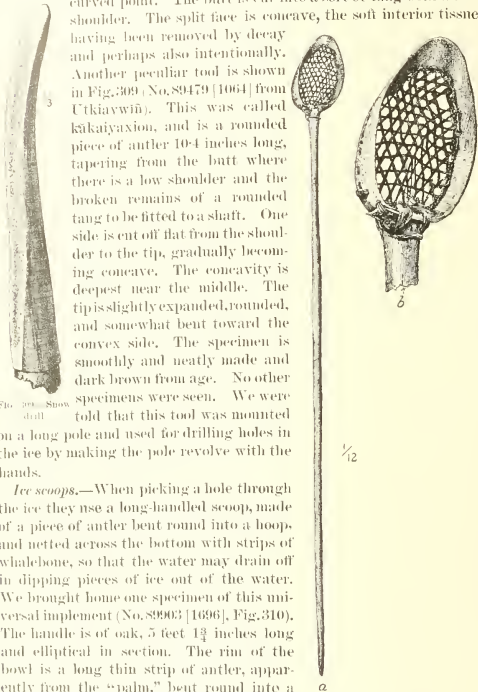 curved point. The butt is cut into a sort of long
shoulder. The split face is concave, the soft interior tissue
having been removed by decay
and perhaps also intentionally.
Another peculiar tool is shown
in Fig. 309 (No. 89479 [1064] from
Utkiavwĭñ). This was called
kăkaiyaxion, and is a rounded
piece of antler 10·4 inches long,
tapering from the butt where
there is a low shoulder and the
broken remains of a rounded
tang to be fitted to a shaft. One
side is cut off flat from the shoul-
der to the tip, gradually becom-
ing concave. The concavity is
deepest near the middle. The
tip is slightly expanded, rounded,
and somewhat bent toward the
convex side. The specimen is
smoothly and neatly made and
dark brown from age. No other
specimens were seen. We were
told that this tool was mounted
on a long pole and used for drilling holes in
the ice by making the pole revolve with the
hands.
Ice scoops.—When picking a hole through
the ice they use a long-handled scoop, made
of a piece of antler bent round into a hoop,
and netted across the bottom with strips of
whalebone, so that the water may drain off
in dipping pieces of ice out of the water.
We brought home one specimen of this uni-
versal implement (No. 89903 [1696], Fig. 310).
The handle is of oak, 5 feet 1¾ inches long
and elliptical in section. The rim of the
bowl is a long thin strip of antler, appar-
ently from the "palm," bent round into a
3
Snow
drill
b
1/12
a